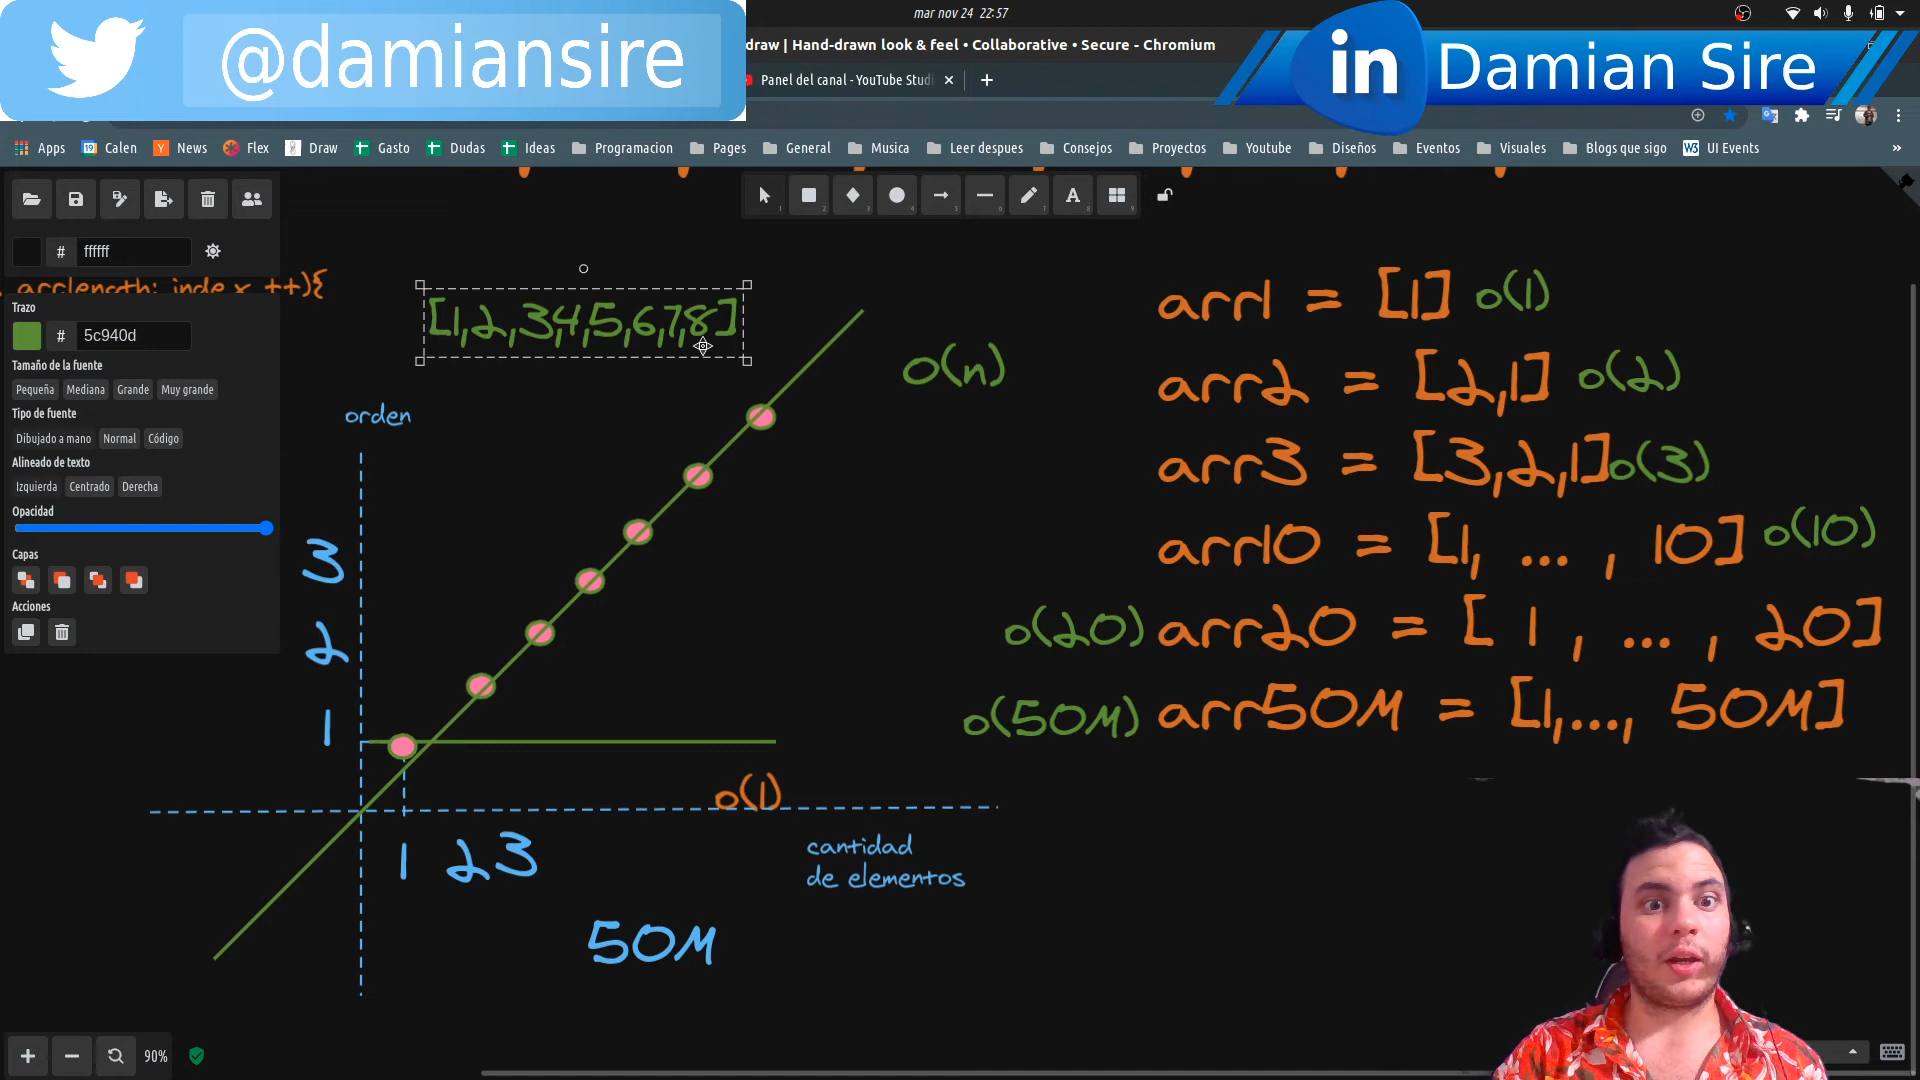 @damiansire
mar nov 24 22:57
draw | Hand-drawn look & feel • Collaborative • Secure - Chromium
in Damian Sire
Panel del canal - YouTube Studi
Apps
Calen
News
Flex
Draw
Gasto
Dudas
Ideas
Programacion
Pages
General
Musica
Leer despues
Consejos
Proyectos
Youtube
Diseños
Eventos
Visuales
Blogs que sigo
UI Events
# ffffff
arr.length; index ++){
Trazo
# 5c940d
Tamaño de la fuente
Pequeña Mediana Grande Muy grande
Tipo de fuente
Dibujado a mano Normal Código
Alineado de texto
Izquierda Centrado Derecha
Opacidad
Capas
Acciones
[1,2,3,4,5,6,7,8]
o(n)
orden
3
2
1
o(1)
1 2 3
cantidad
de elementos
50M
arr1 = [1] o(1)
arr2 = [2,1] o(2)
arr3 = [3,2,1] o(3)
arr10 = [1, ... , 10] o(10)
o(20) arr20 = [ 1 , ... , 20]
o(50M) arr50M = [1,..., 50M]
90%